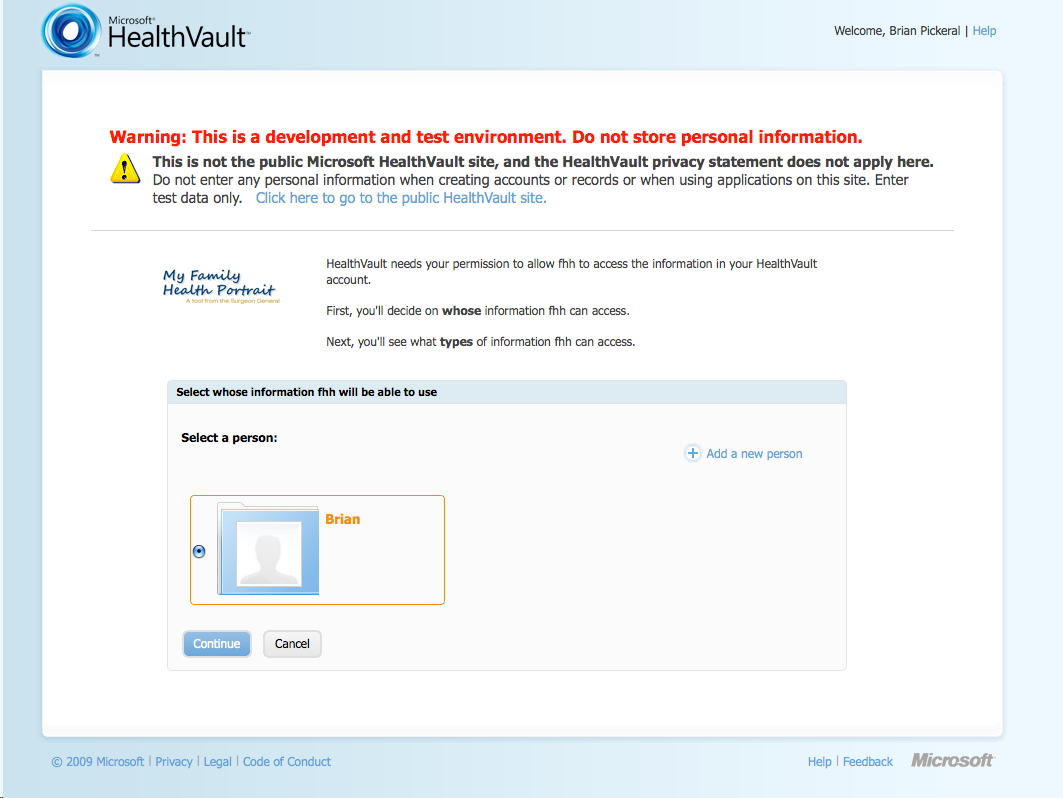 Microsoft®
HealthVault™
Welcome, Brian Pickeral | Help
Warning: This is a development and test environment. Do not store personal information.
This is not the public Microsoft HealthVault site, and the HealthVault privacy statement does not apply here.
Do not enter any personal information when creating accounts or records or when using applications on this site. Enter
test data only. Click here to go to the public HealthVault site.
My Family
Health Portrait
A tool from the Surgeon General
HealthVault needs your permission to allow fhh to access the information in your HealthVault
account.
First, you'll decide on whose information fhh can access.
Next, you'll see what types of information fhh can access.
Select whose information fhh will be able to use
Select a person:
Add a new person
Brian
Continue
Cancel
© 2009 Microsoft | Privacy | Legal | Code of Conduct
Help | Feedback
Microsoft